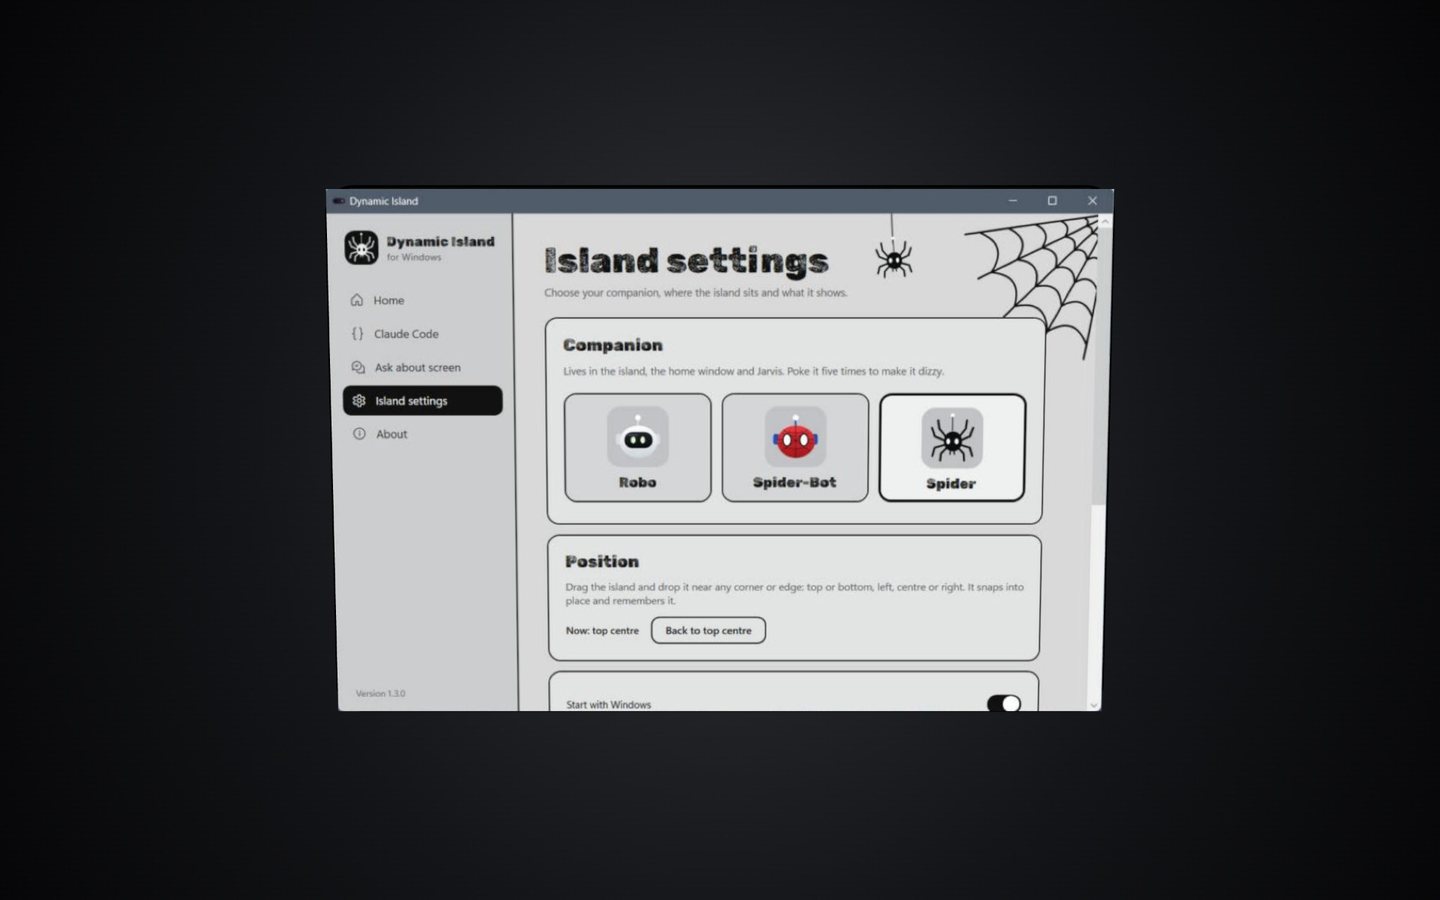 Dynamic Island
Dynamic Island
for Windows
Home
Claude Code
Ask about screen
Island settings
About
Version 1.3.0
Island settings
Choose your companion, where the island sits and what it shows.
Companion
Lives in the island, the home window and Jarvis. Poke it five times to make it dizzy.
Robo
Spider-Bot
Spider
Position
Drag the island and drop it near any corner or edge: top or bottom, left, centre or right. It snaps into
place and remembers it.
Now: top centre
Back to top centre
Start with Windows